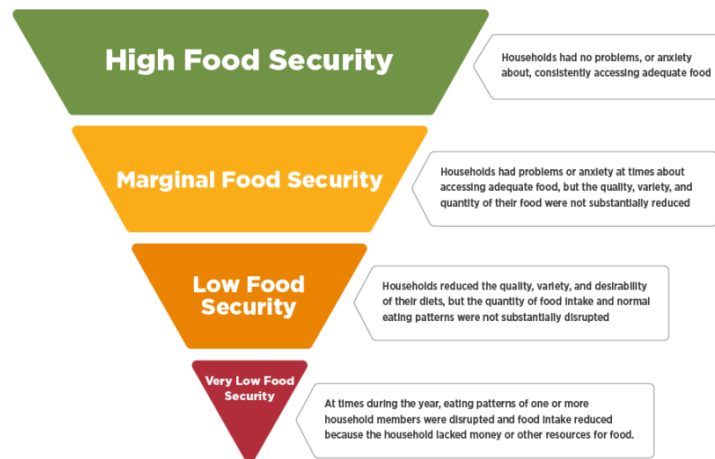 High Food Security
Households had no problems, or anxiety
about, consistently accessing adequate food
Marginal Food Security
Households had problems or anxiety at times about
accessing adequate food, but the quality, variety, and
quantity of their food were not substantially reduced
Low Food
Security
Households reduced the quality, variety, and desirability
of their diets, but the quantity of food intake and normal
eating patterns were not substantially disrupted
Very Low Food
Security
At times during the year, eating patterns of one or more
household members were disrupted and food intake reduced
because the household lacked money or other resources for food.